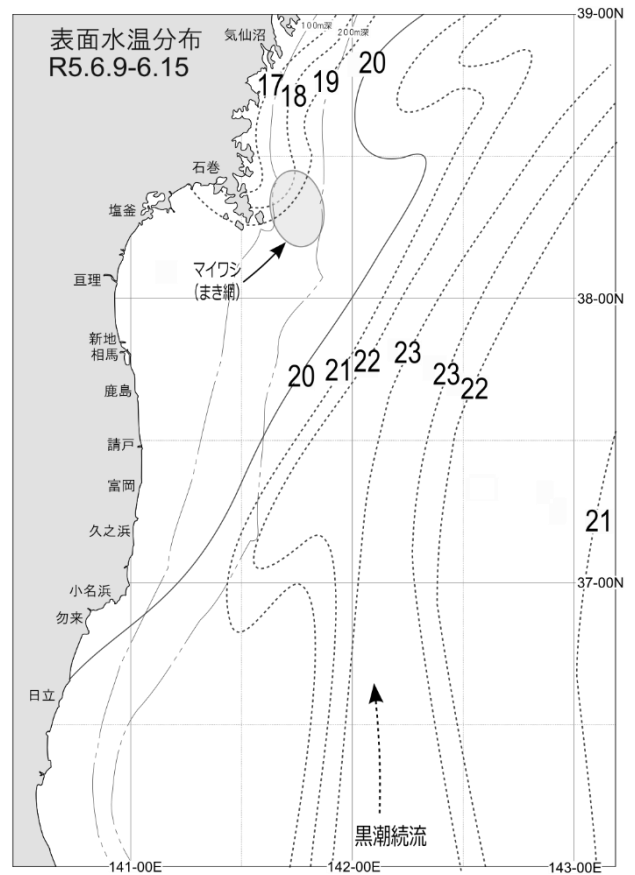 表面水温分布
R5.6.9-6.15
気仙沼
100m深
200m深
39-00N
17
18
19
20
石巻
塩釜
マイワシ
(まき網)
亘理
38-00N
新地
相馬
鹿島
20
21
22
23
23
22
請戸
富岡
久之浜
21
37-00N
小名浜
勿来
日立
黒潮続流
141-00E
142-00E
143-00E